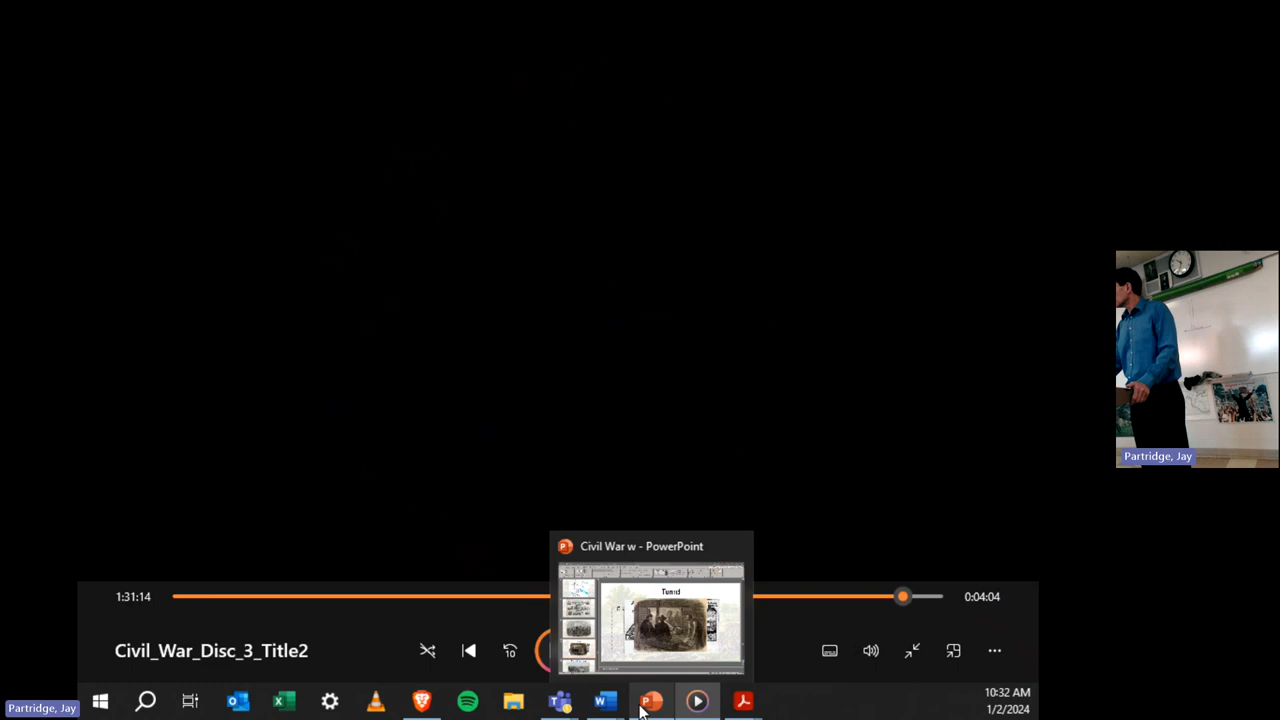 Partridge, Jay
Civil War w - PowerPoint
1:31:14
0:04:04
Civil_War_Disc_3_Title2
10
10:32 AM
1/2/2024
Partridge, Jay